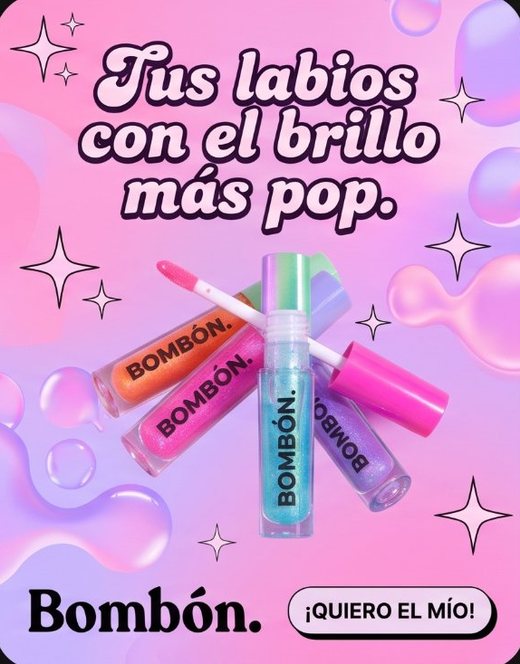 Tus labios
con el brillo
más pop.
BOMBÓN.
BOMBÓN.
BOMBÓN.
BOMBÓN
Bombón.
¡QUIERO EL MÍO!